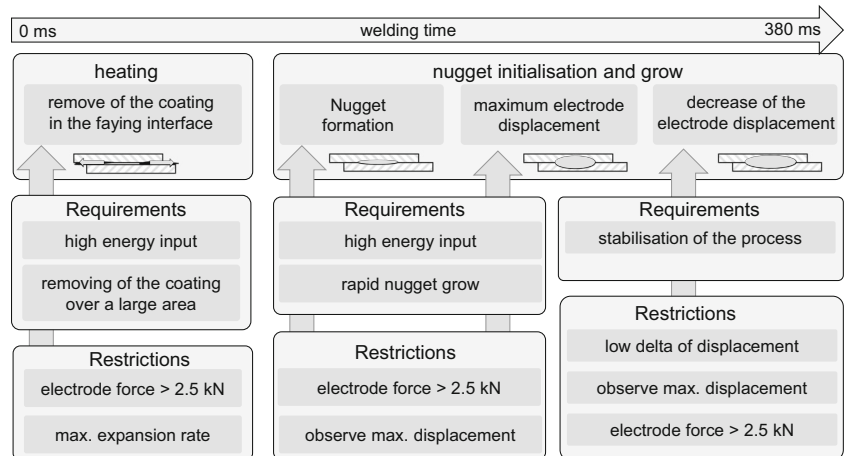 0 ms welding time 380 ms
heating
remove of the coating
in the faying interface
nugget initialisation and grow
Nugget
formation
maximum electrode
displacement
decrease of the
electrode displacement
Requirements
high energy input
removing of the coating
over a large area
Requirements
high energy input
rapid nugget grow
Requirements
stabilisation of the process
Restrictions
electrode force > 2.5 kN
max. expansion rate
Restrictions
electrode force > 2.5 kN
observe max. displacement
Restrictions
low delta of displacement
observe max. displacement
electrode force > 2.5 kN